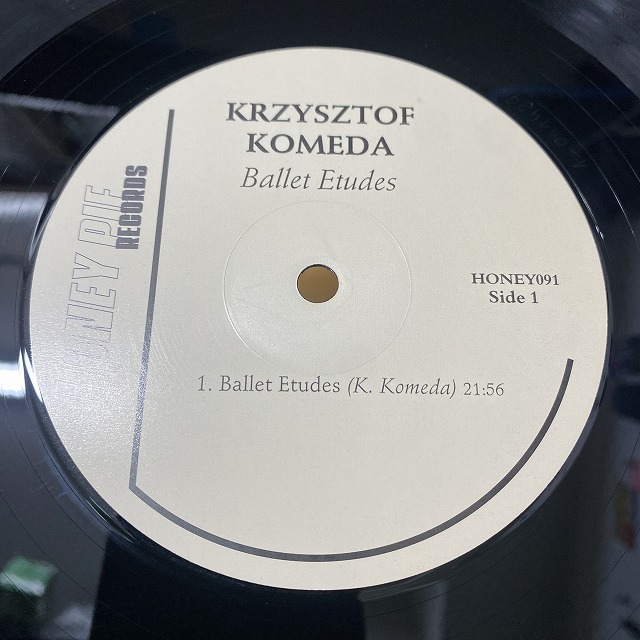 KRZYSZTOF
KOMEDA
Ballet Etudes
HONEY PIE
RECORDS
HONEY091
Side 1
1. Ballet Etudes (K. Komeda) 21:56